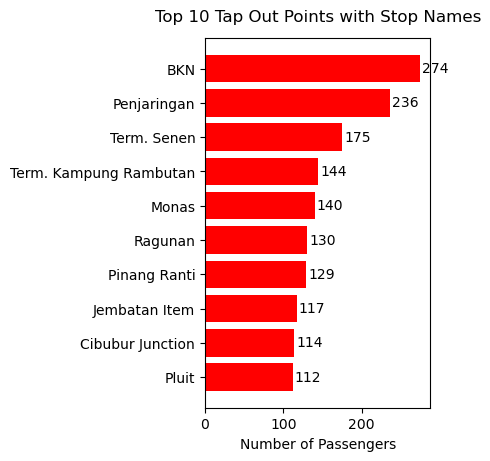 Top 10 Tap Out Points with Stop Names
BKN 274
Penjaringan 236
Term. Senen 175
Term. Kampung Rambutan 144
Monas 140
Ragunan 130
Pinang Ranti 129
Jembatan Item 117
Cibubur Junction 114
Pluit 112
0 100 200
Number of Passengers